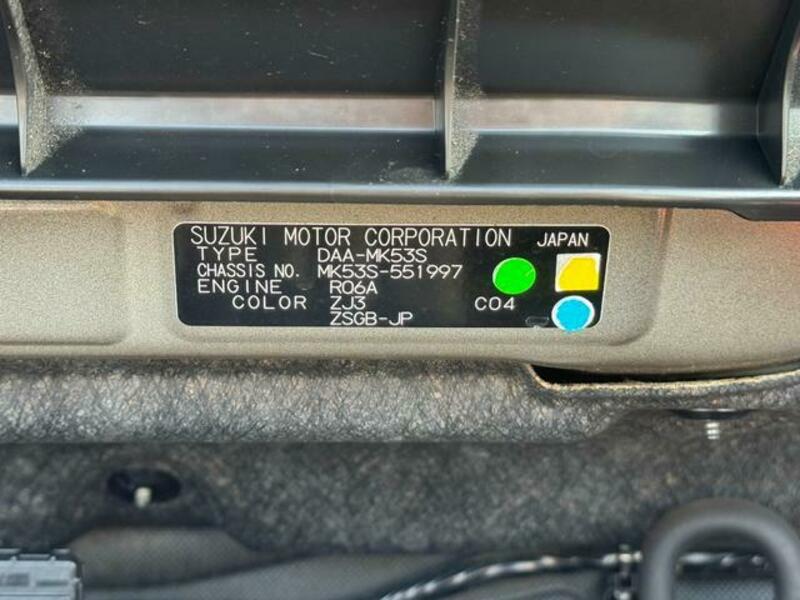 SUZUKI MOTOR CORPORATION JAPAN
TYPE DAA-MK53S
CHASSIS NO. MK53S-551997
ENGINE R06A
COLOR ZJ3 C04
ZSGB-JP